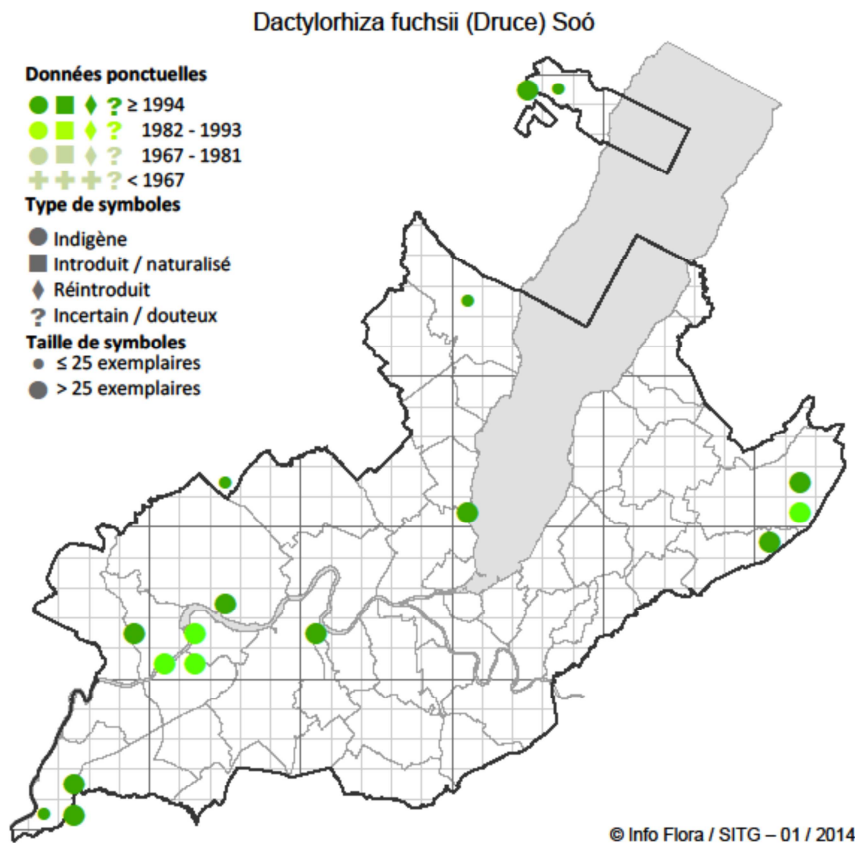 Dactylorhiza fuchsii (Druce) Soó
Données ponctuelles
? ≥ 1994
? 1982 - 1993
? 1967 - 1981
? < 1967
Type de symboles
Indigène
Introduit / naturalisé
Réintroduit
? Incertain / douteux
Taille de symboles
≤ 25 exemplaires
> 25 exemplaires
© Info Flora / SITG – 01 / 2014